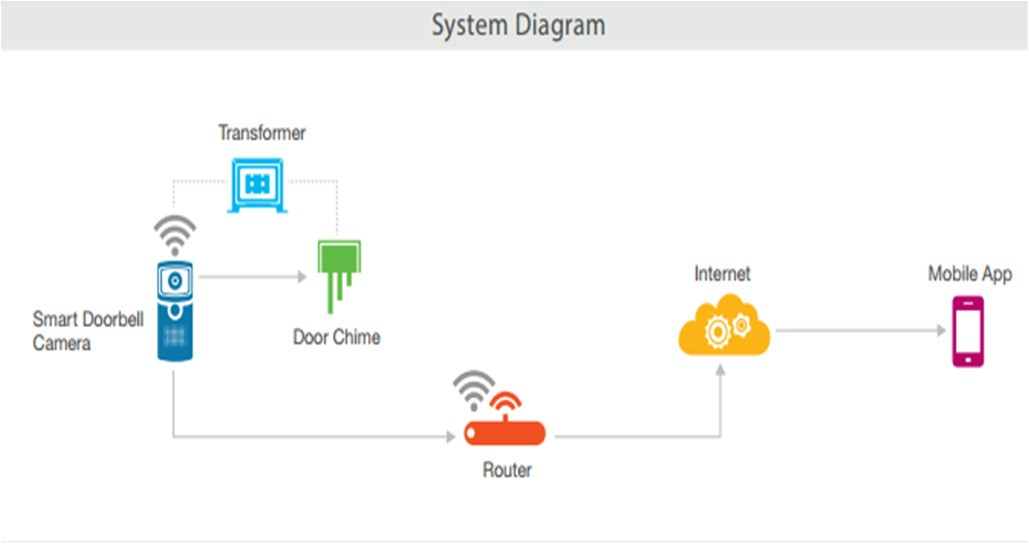 System Diagram
Transformer
Internet
Mobile App
Smart Doorbell
Camera
Door Chime
Router